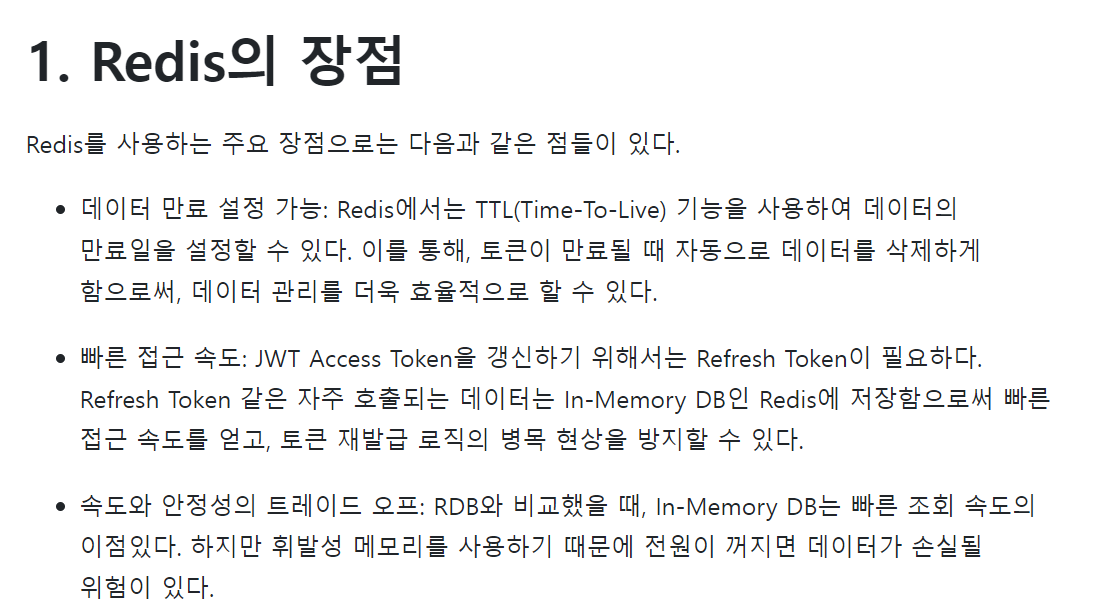 1. Redis의 장점
Redis를 사용하는 주요 장점으로는 다음과 같은 점들이 있다.
• 데이터 만료 설정 가능: Redis에서는 TTL(Time-To-Live) 기능을 사용하여 데이터의
만료일을 설정할 수 있다. 이를 통해, 토큰이 만료될 때 자동으로 데이터를 삭제하게
함으로써, 데이터 관리를 더욱 효율적으로 할 수 있다.
• 빠른 접근 속도: JWT Access Token을 갱신하기 위해서는 Refresh Token이 필요하다.
Refresh Token 같은 자주 호출되는 데이터는 In-Memory DB인 Redis에 저장함으로써 빠른
접근 속도를 얻고, 토큰 재발급 로직의 병목 현상을 방지할 수 있다.
• 속도와 안정성의 트레이드 오프: RDB와 비교했을 때, In-Memory DB는 빠른 조회 속도의
이점있다. 하지만 휘발성 메모리를 사용하기 때문에 전원이 꺼지면 데이터가 손실될
위험이 있다.